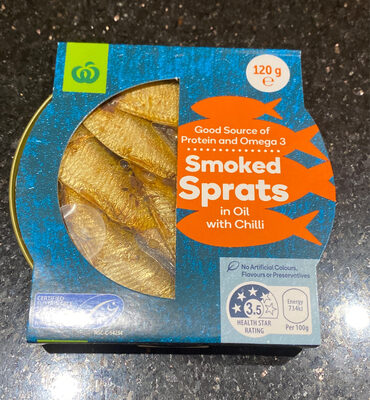 120 g
e
Good Source of
Protein and Omega 3
Smoked
Sprats
in Oil
with Chilli
No Artificial Colours,
Flavours or Preservatives
3.5
HEALTH STAR
RATING
Energy
Per 100g
CERTIFIED